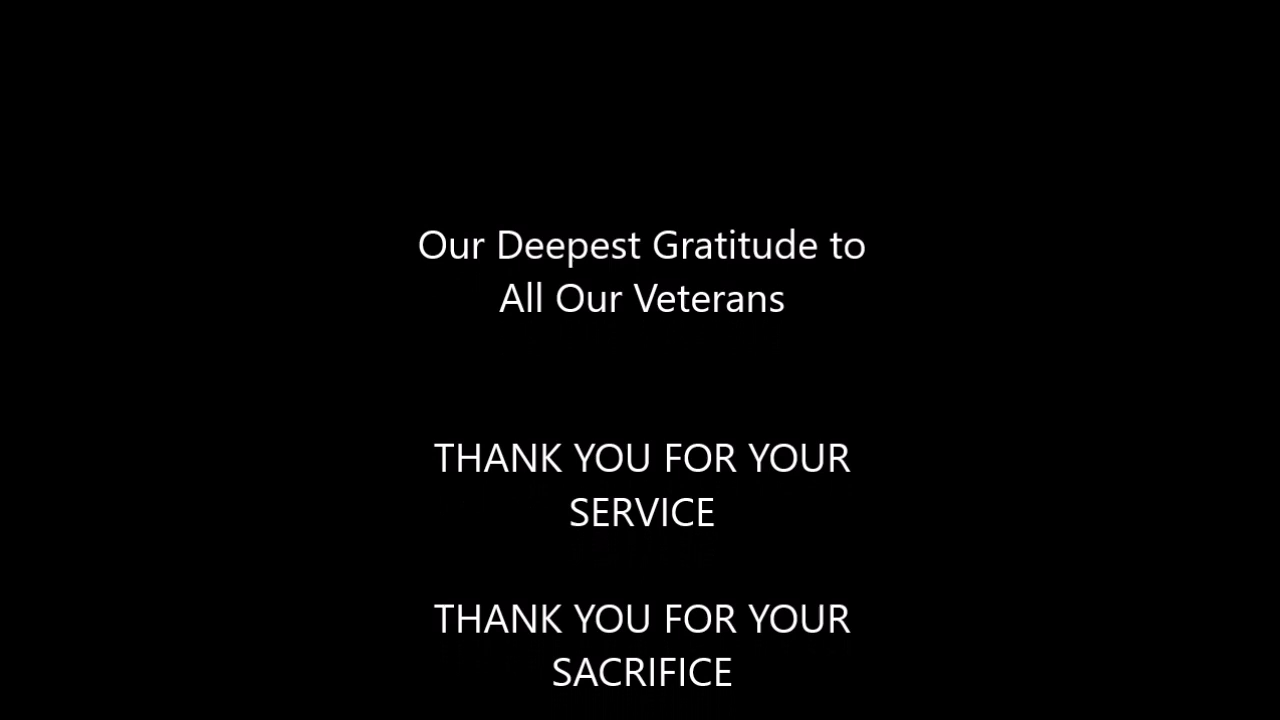 Our Deepest Gratitude to
All Our Veterans
THANK YOU FOR YOUR
SERVICE
THANK YOU FOR YOUR
SACRIFICE